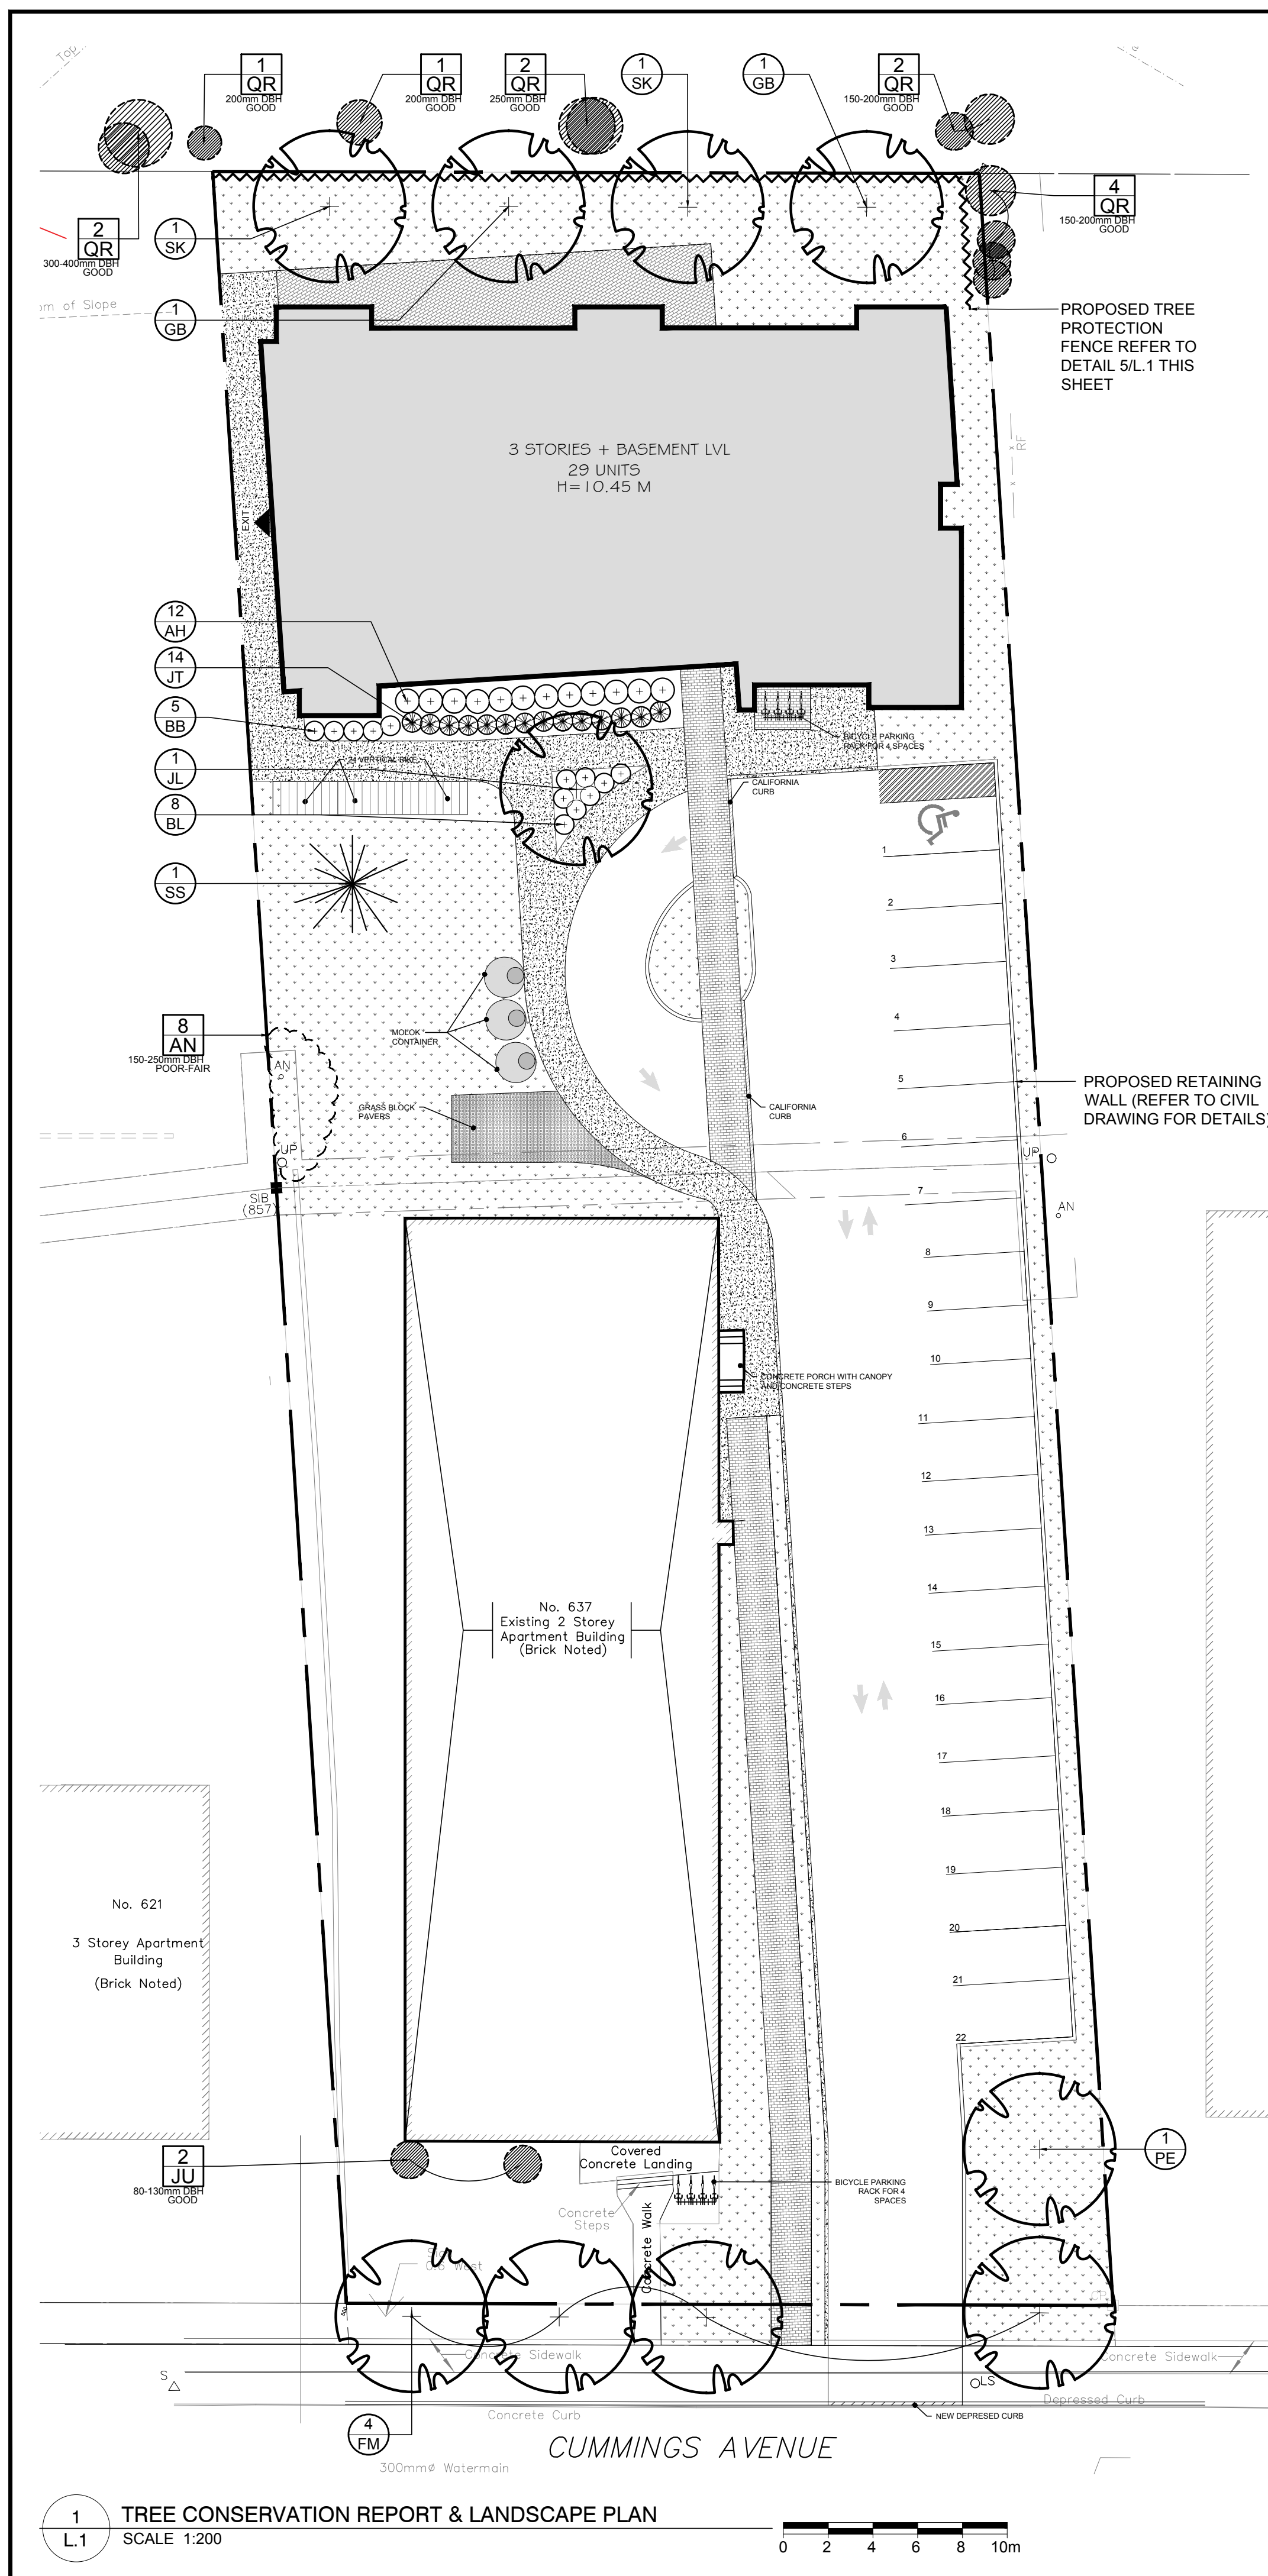 Top
1
QR
200mm DBH
GOOD
1
QR
200mm DBH
GOOD
2
QR
250mm DBH
GOOD
1
SK
1
GB
2
QR
150-200mm DBH
GOOD
2
QR
300-400mm DBH
GOOD
1
SK
4
QR
150-200mm DBH
GOOD
om of Slope
1
GB
PROPOSED TREE
PROTECTION
FENCE REFER TO
DETAIL 5/L.1 THIS
SHEET
3 STORIES + BASEMENT LVL
29 UNITS
H=10.45 M
RF
EXIT
12
AH
14
JT
5
BB
1
JL
8
BL
1
SS
BICYCLE PARKING
RACK FOR 4 SPACES
24 VERTICAL BIKE
CALIFORNIA
CURB
1
2
3
4
5
6
7
8
9
10
11
12
13
14
15
16
17
18
19
20
21
22
MOLOK
CONTAINER
8
AN
150-250mm DBH
POOR-FAIR
AN
GRASS BLOCK
PAVERS
CALIFORNIA
CURB
PROPOSED RETAINING
WALL (REFER TO CIVIL
DRAWING FOR DETAILS)
UP
UP
SIB
(857)
AN
CONCRETE PORCH WITH CANOPY
AND CONCRETE STEPS
No. 637
Existing 2 Storey
Apartment Building
(Brick Noted)
No. 621
3 Storey Apartment
Building
(Brick Noted)
2
JU
80-130mm DBH
GOOD
Covered
Concrete Landing
Concrete
Steps
Concrete Walk
BICYCLE PARKING
RACK FOR 4
SPACES
1
PE
0.6 West
S
Concrete Sidewalk
Concrete Sidewalk
LS
Depressed Curb
Concrete Curb
NEW DEPRESED CURB
4
FM
CUMMINGS AVENUE
300mmø Watermain
1
L.1
TREE CONSERVATION REPORT & LANDSCAPE PLAN
SCALE 1:200
0 2 4 6 8 10m